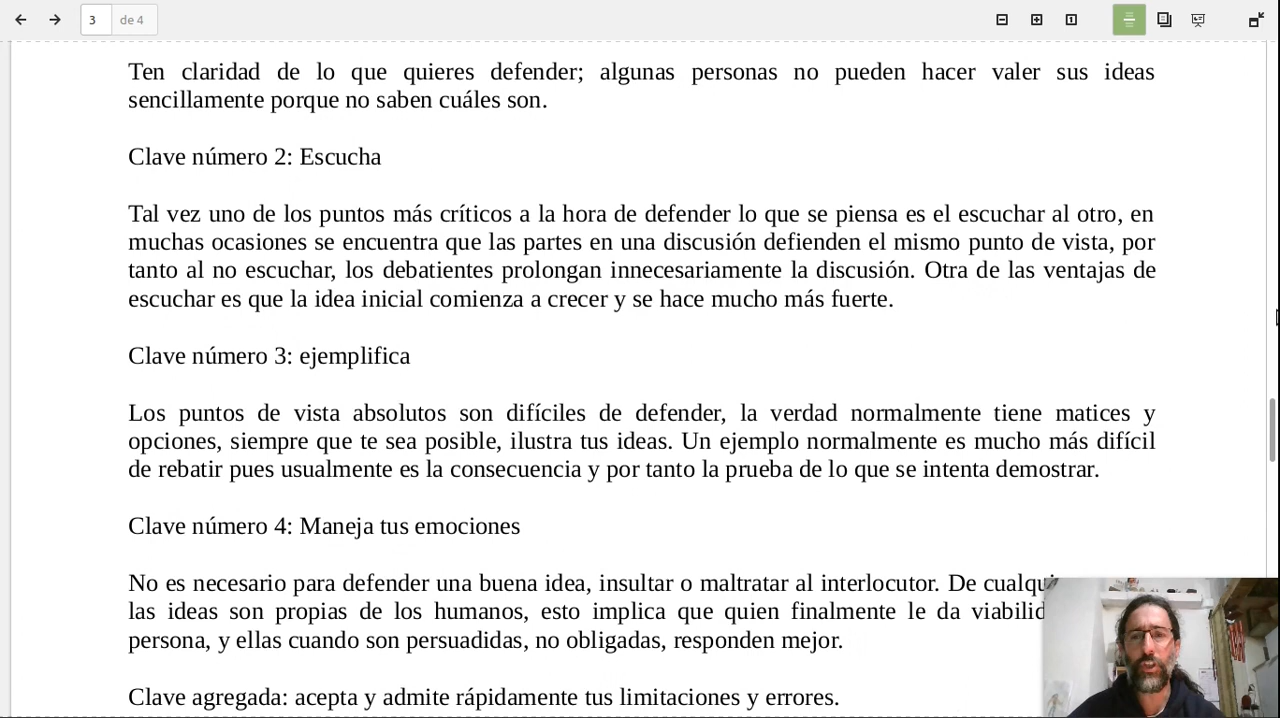 3 de 4
Ten claridad de lo que quieres defender; algunas personas no pueden hacer valer sus ideas
sencillamente porque no saben cuáles son.
Clave número 2: Escucha
Tal vez uno de los puntos más críticos a la hora de defender lo que se piensa es el escuchar al otro, en
muchas ocasiones se encuentra que las partes en una discusión defienden el mismo punto de vista, por
tanto al no escuchar, los debatientes prolongan innecesariamente la discusión. Otra de las ventajas de
escuchar es que la idea inicial comienza a crecer y se hace mucho más fuerte.
Clave número 3: ejemplifica
Los puntos de vista absolutos son difíciles de defender, la verdad normalmente tiene matices y
opciones, siempre que te sea posible, ilustra tus ideas. Un ejemplo normalmente es mucho más difícil
de rebatir pues usualmente es la consecuencia y por tanto la prueba de lo que se intenta demostrar.
Clave número 4: Maneja tus emociones
No es necesario para defender una buena idea, insultar o maltratar al interlocutor. De
las ideas son propias de los humanos, esto implica que quien finalmente le da
persona, y ellas cuando son persuadidas, no obligadas, responden mejor.
Clave agregada: acepta y admite rápidamente tus limitaciones y errores.